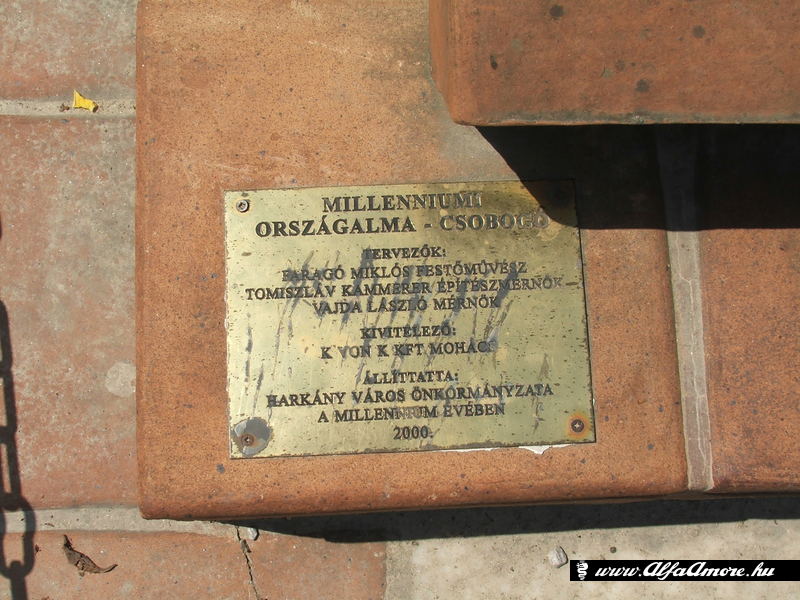 MILLENNIUMI
ORSZÁGALMA - CSOBOGÓ
TERVEZŐK:
FARAGÓ MIKLÓS FESTŐMŰVÉSZ
TOMISZLÁV KAMMERER ÉPÍTÉSZMÉRNÖK
VAJDA LÁSZLÓ MÉRNÖK
KIVITELEZŐ:
K VON K KFT MOHÁCS
ÁLLÍTTATTA:
HARKÁNY VÁROS ÖNKORMÁNYZATA
A MILLENNIUM ÉVÉBEN
2000.
www.AlfaAmore.hu